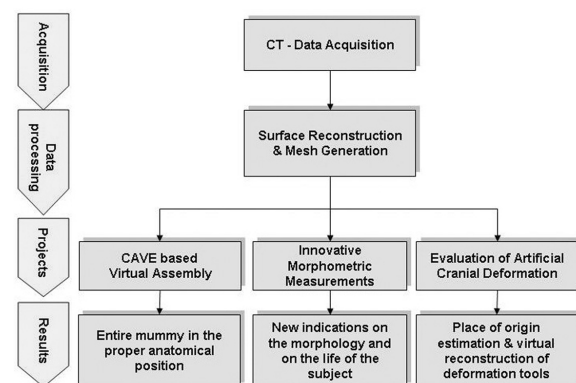 Acquisition
CT - Data Acquisition
Data
processing
Surface Reconstruction
& Mesh Generation
Projects
CAVE based
Virtual Assembly
Innovative
Morphometric
Measurements
Evaluation of Artificial
Cranial Deformation
Results
Entire mummy in the
proper anatomical
position
New indications on
the morphology and
on the life of the
subject
Place of origin
estimation & virtual
reconstruction of
deformation tools